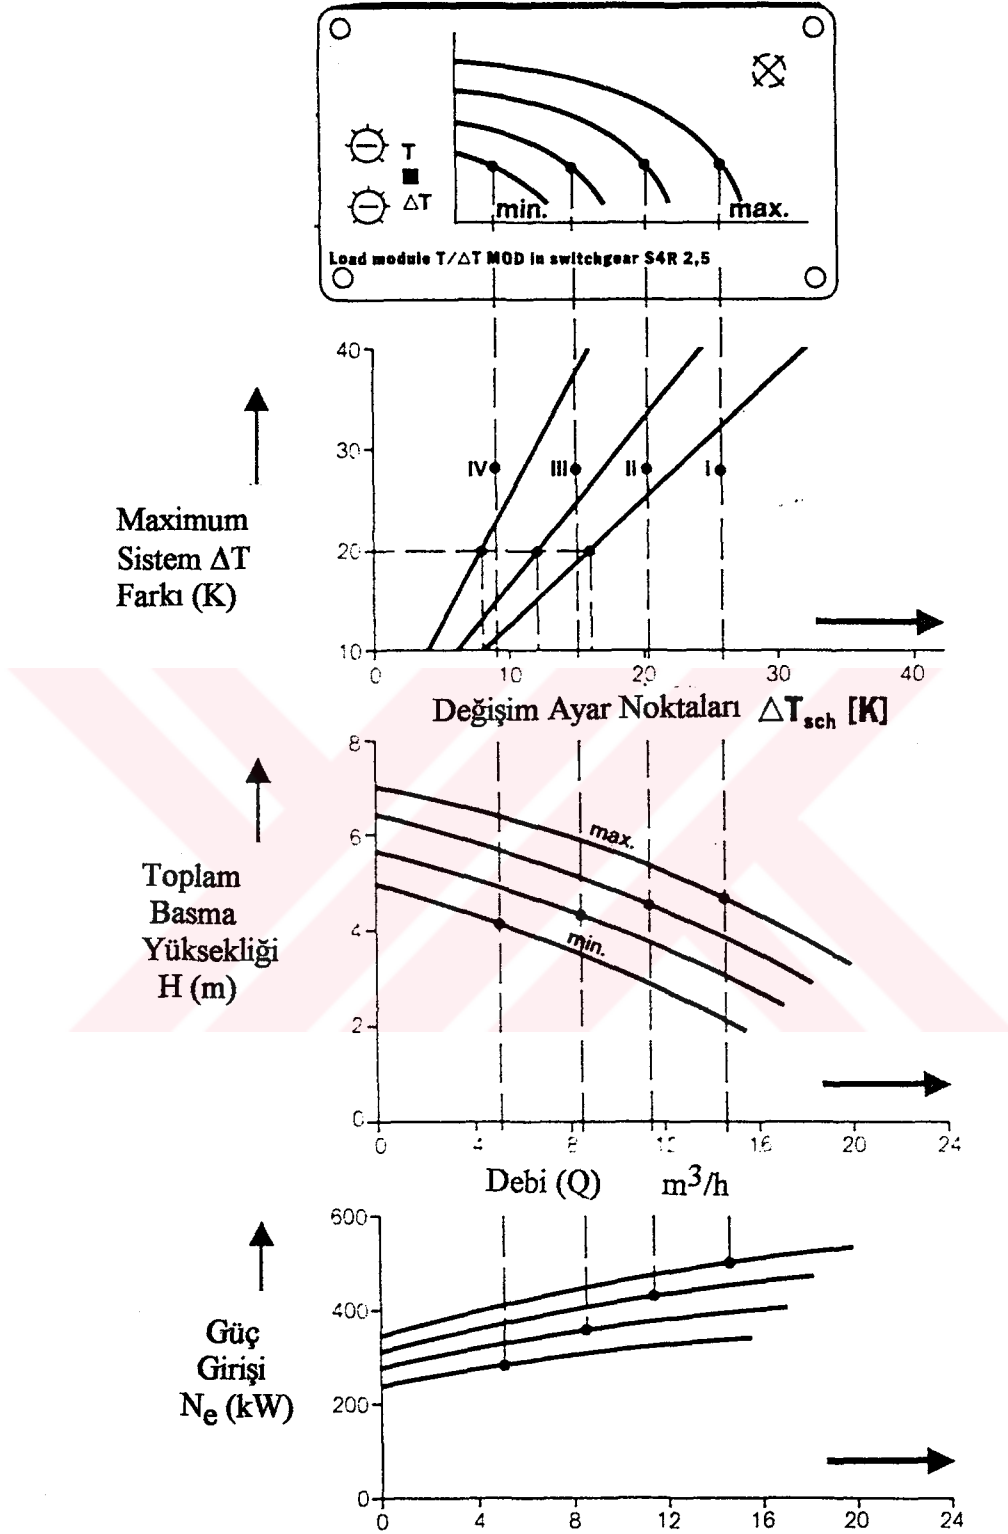 T
ΔT
min.
max.
Load module T/ΔT MOD in switchgear S4R 2,5
40
30
20
10
IV
III
II
I
Maximum
Sistem ΔT
Farkı (K)
0 10 20 30 40
Değişim Ayar Noktaları ΔTsch [K]
8
6
4
2
0
max.
min.
Toplam
Basma
Yüksekliği
H (m)
0 4 8 12 16 20 24
Debi (Q) m³/h
600
400
200
0
Güç
Girişi
Ne (kW)
0 4 8 12 16 20 24